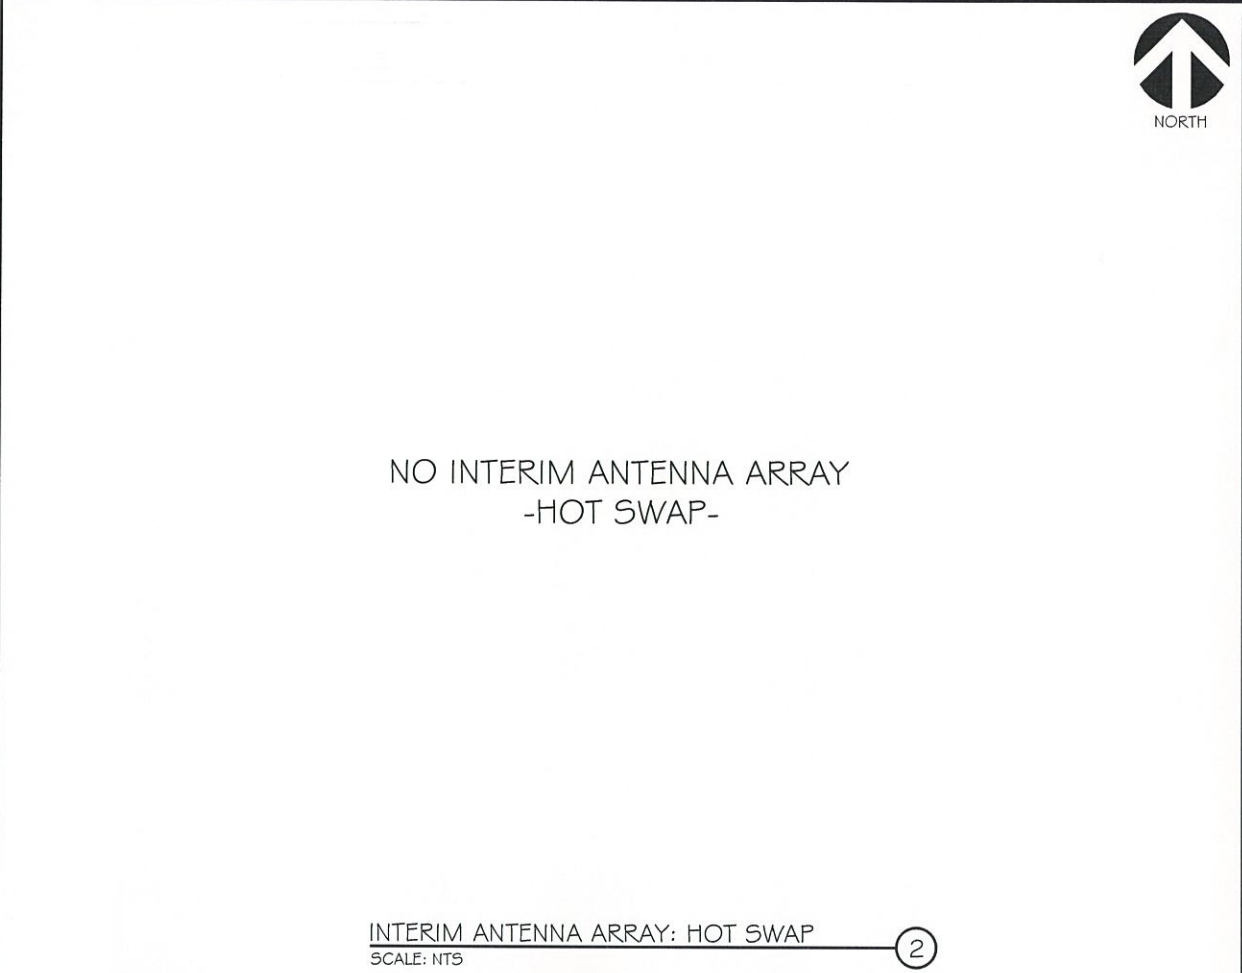 NORTH
NO INTERIM ANTENNA ARRAY
-HOT SWAP-
INTERIM ANTENNA ARRAY: HOT SWAP
2
SCALE: NTS